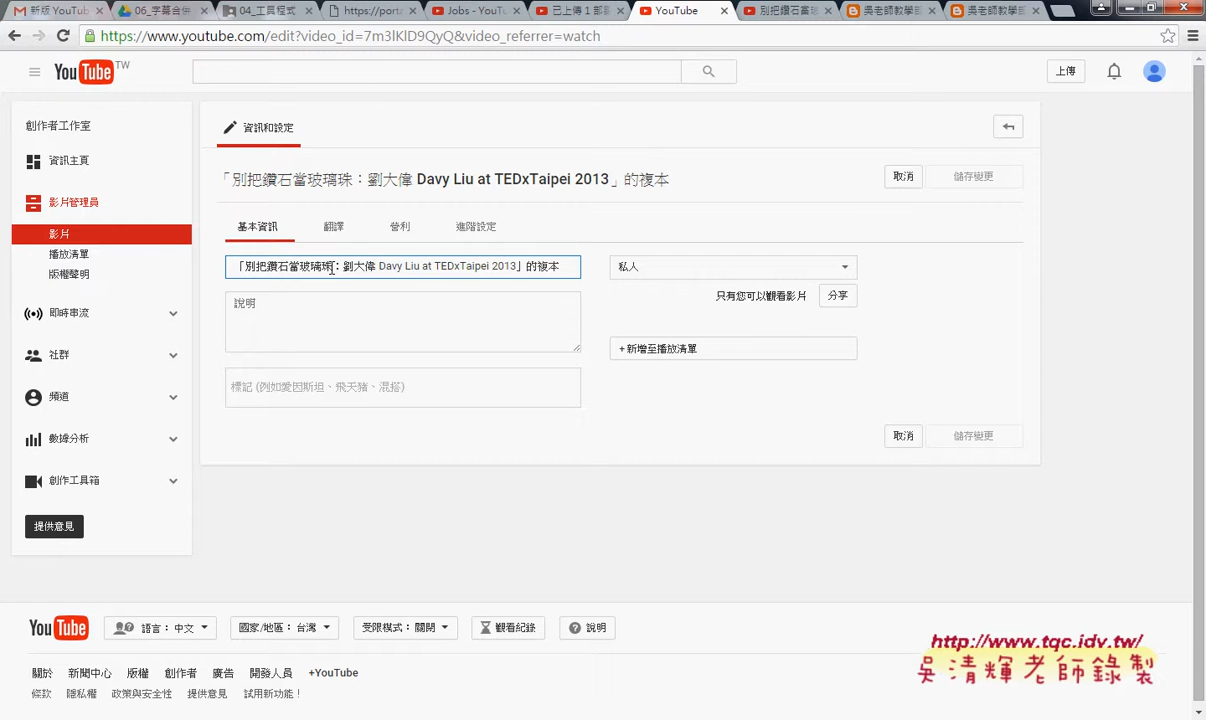 新版 YouTu
06_字幕合併
04_工具程式
https://porta
Jobs - YouTu
已上傳 1 部影
YouTube
別把鑽石當玻
吳老師教學部
吳老師教學部
https://www.youtube.com/edit?video_id=7m3lKlD9QyQ&video_referrer=watch
YouTube TW
上傳
創作者工作室
資訊主頁
影片管理員
影片
播放清單
版權聲明
即時串流
社群
頻道
數據分析
創作工具箱
提供意見
資訊和設定
「別把鑽石當玻璃珠：劉大偉 Davy Liu at TEDxTaipei 2013」的複本
取消
儲存變更
基本資訊
翻譯
營利
進階設定
「別把鑽石當玻璃珠：劉大偉 Davy Liu at TEDxTaipei 2013」的複本
說明
標記 (例如愛因斯坦、飛天豬、混搭)
私人
只有您可以觀看影片
分享
+ 新增至播放清單
取消
儲存變更
YouTube
語言：中文
國家/地區：台灣
受限模式：關閉
觀看紀錄
說明
關於 新聞中心 版權 創作者 廣告 開發人員 +YouTube
條款 隱私權 政策與安全性 提供意見 試用新功能！
http://www.tqc.idv.tw/
吳清輝老師錄製